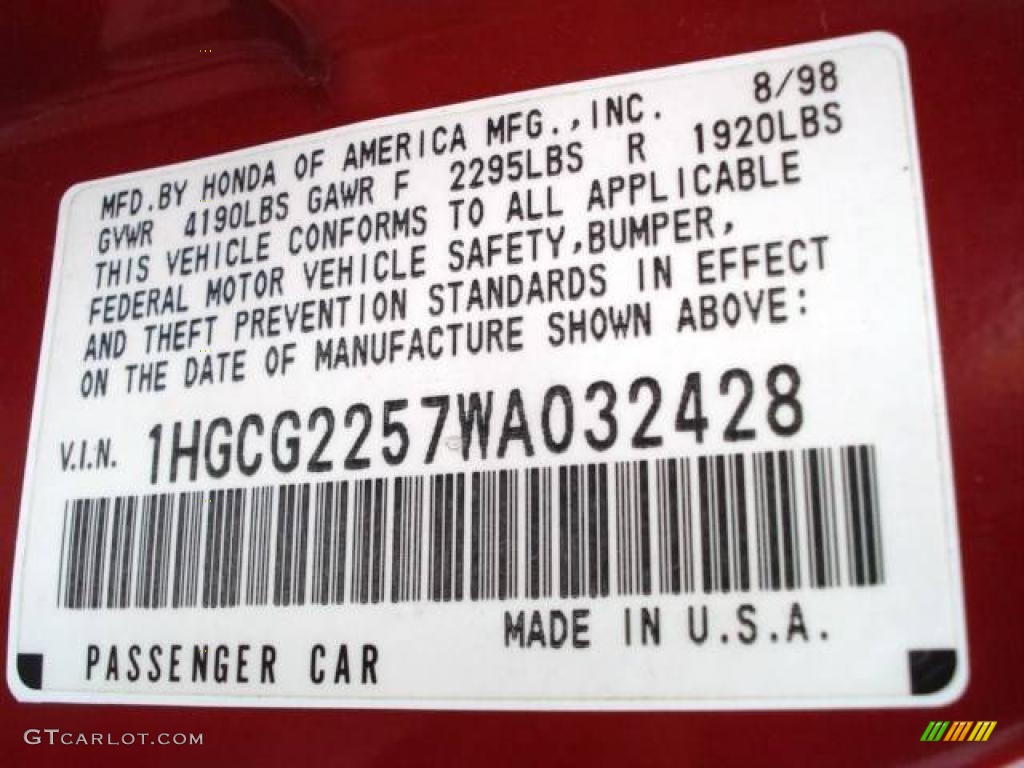 MFD.BY HONDA OF AMERICA MFG.,INC. 8/98
GVWR 4190LBS GAWR F 2295LBS R 1920LBS
THIS VEHICLE CONFORMS TO ALL APPLICABLE
FEDERAL MOTOR VEHICLE SAFETY,BUMPER,
AND THEFT PREVENTION STANDARDS IN EFFECT
ON THE DATE OF MANUFACTURE SHOWN ABOVE:
V.I.N. 1HGCG2257WA032428
MADE IN U.S.A.
PASSENGER CAR
GTCARLOT.COM